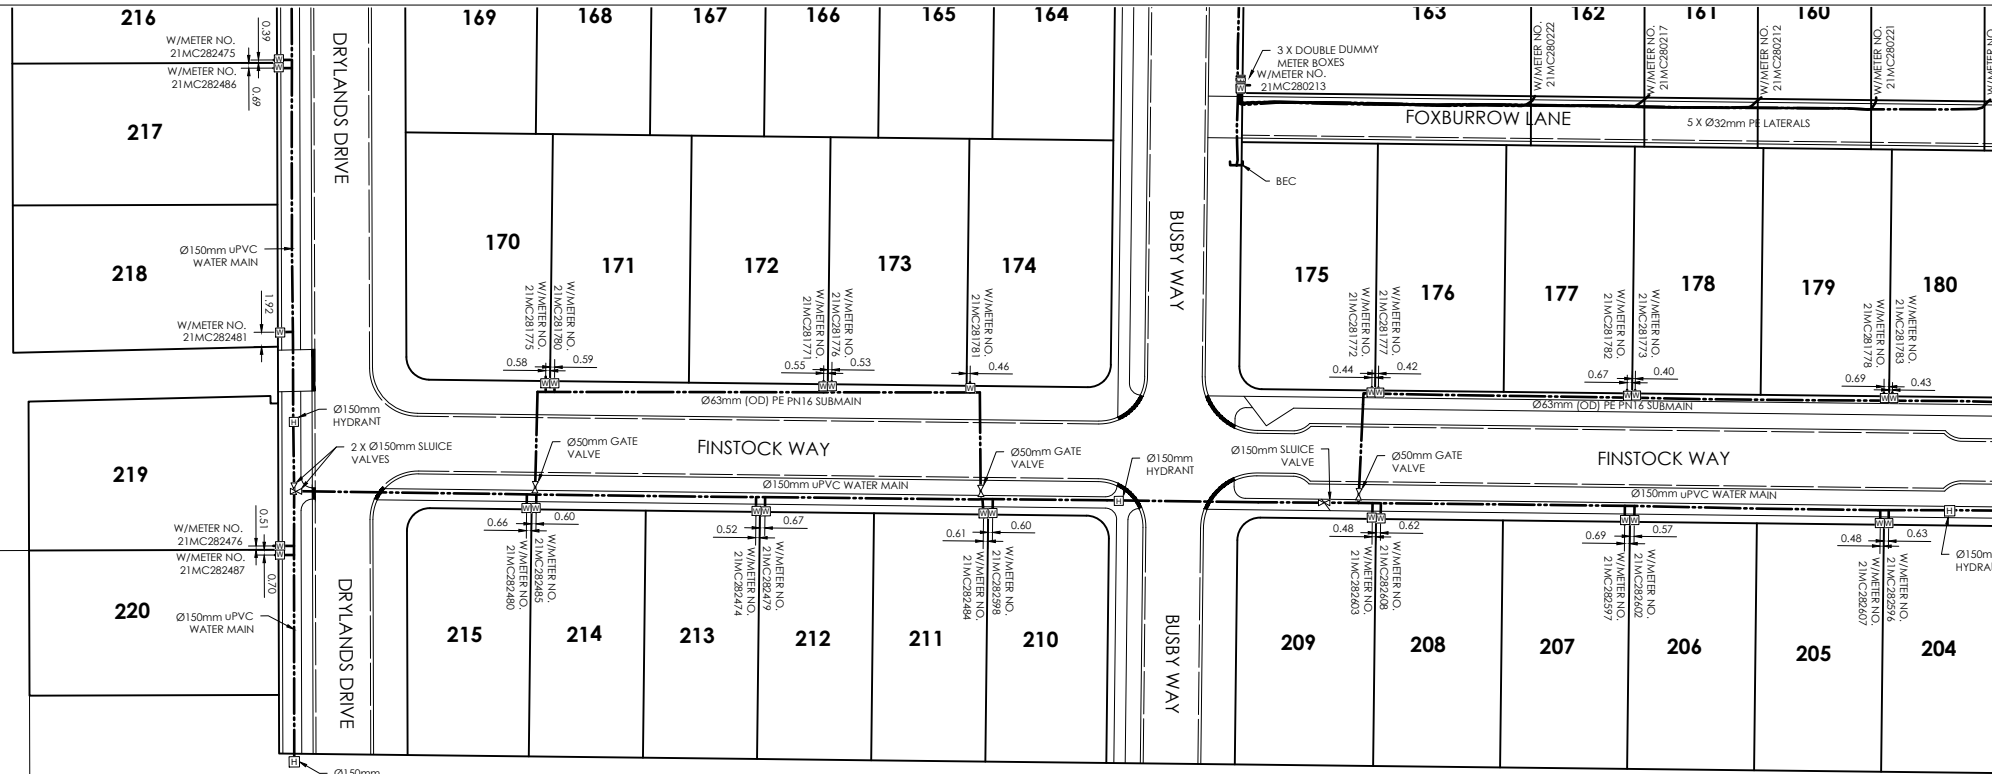 216
169
168
167
166
165
164
163
162
161
160
0.39
W/METER NO.
21MC282475
W/METER NO.
21MC282486
0.69
217
DRYLANDS DRIVE
3 X DOUBLE DUMMY
METER BOXES
W/METER NO.
21MC280213
W/METER NO.
21MC280222
W/METER NO.
21MC280217
W/METER NO.
21MC280212
W/METER NO.
21MC280221
FOXBURROW LANE
5 X Ø32mm PE LATERALS
BEC
218
Ø150mm uPVC
WATER MAIN
1.92
W/METER NO.
21MC282481
170
171
172
173
174
BUSBY WAY
175
176
177
178
179
180
W/METER NO.
21MC281775
W/METER NO.
21MC281780
W/METER NO.
21MC281771
W/METER NO.
21MC281776
W/METER NO.
21MC281781
W/METER NO.
21MC281772
W/METER NO.
21MC281777
W/METER NO.
21MC281782
W/METER NO.
21MC281773
W/METER NO.
21MC281778
W/METER NO.
21MC281783
0.58
0.59
0.55
0.53
0.46
0.44
0.42
0.67
0.40
0.69
0.43
Ø63mm (OD) PE PN16 SUBMAIN
Ø63mm (OD) PE PN16 SUBMAIN
Ø150mm
HYDRANT
2 X Ø150mm SLUICE
VALVES
Ø50mm GATE
VALVE
FINSTOCK WAY
Ø50mm GATE
VALVE
Ø150mm
HYDRANT
Ø150mm SLUICE
VALVE
Ø50mm GATE
VALVE
FINSTOCK WAY
219
Ø150mm uPVC WATER MAIN
Ø150mm uPVC WATER MAIN
0.51
W/METER NO.
21MC282476
W/METER NO.
21MC282487
0.70
0.66
0.60
0.52
0.67
0.61
0.60
0.48
0.62
0.69
0.57
0.48
0.63
W/METER NO.
21MC282480
W/METER NO.
21MC282485
W/METER NO.
21MC282474
W/METER NO.
21MC282479
W/METER NO.
21MC282484
W/METER NO.
21MC282598
W/METER NO.
21MC282603
W/METER NO.
21MC282608
W/METER NO.
21MC282597
W/METER NO.
21MC282602
W/METER NO.
21MC282607
W/METER NO.
21MC282596
220
Ø150mm uPVC
WATER MAIN
DRYLANDS DRIVE
215
214
213
212
211
210
BUSBY WAY
209
208
207
206
205
204
Ø150mm